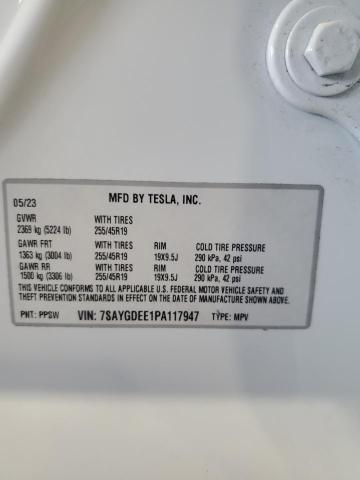 05/23 MFD BY TESLA, INC.
GVWR WITH TIRES
2369 kg (5224 lb) 255/45R19
GAWR FRT WITH TIRES RIM COLD TIRE PRESSURE
1363 kg (3004 lb) 255/45R19 19X9.5J 290 kPa, 42 psi
GAWR RR WITH TIRES RIM COLD TIRE PRESSURE
1500 kg (3306 lb) 255/45R19 19X9.5J 290 kPa, 42 psi
THIS VEHICLE CONFORMS TO ALL APPLICABLE U.S. FEDERAL MOTOR VEHICLE SAFETY AND
THEFT PREVENTION STANDARDS IN EFFECT ON THE DATE OF MANUFACTURE SHOWN ABOVE.
PNT: PPSW VIN: 7SAYGDEE1PA117947 TYPE: MPV